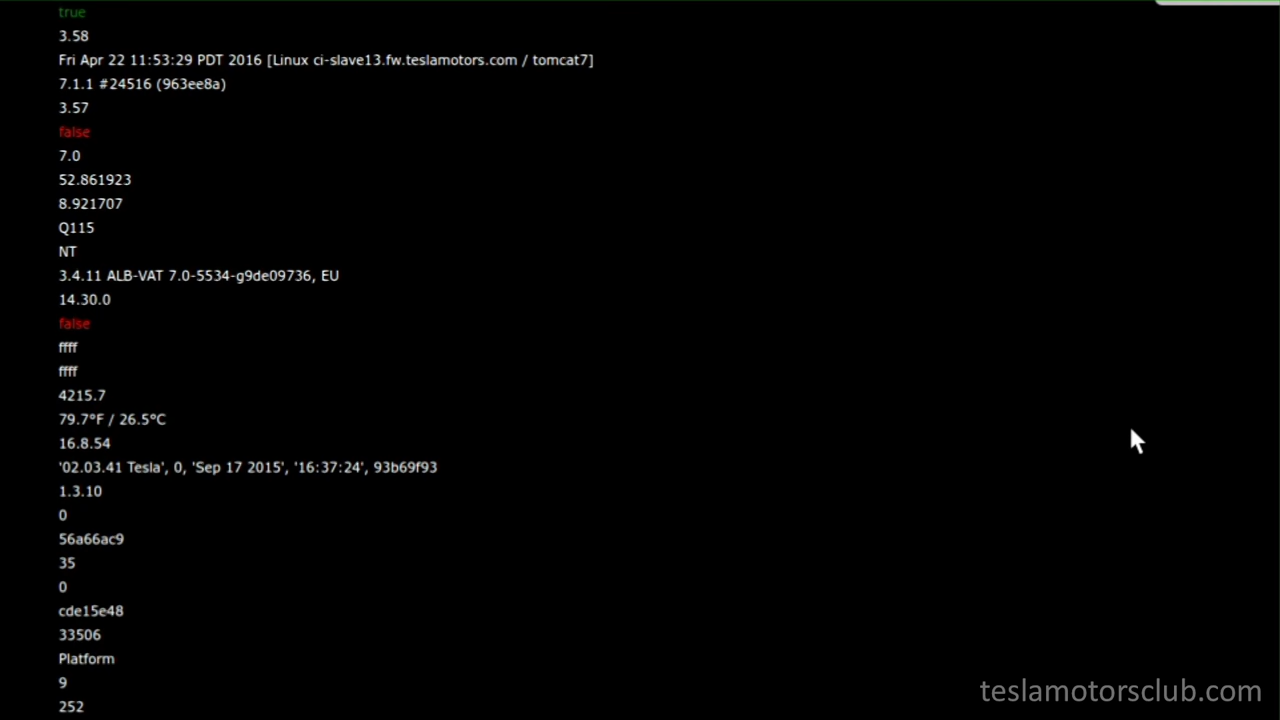 true
3.58
Fri Apr 22 11:53:29 PDT 2016 [Linux ci-slave13.fw.teslamotors.com / tomcat7]
7.1.1 #24516 (963ee8a)
3.57
false
7.0
52.861923
8.921707
Q115
NT
3.4.11 ALB-VAT 7.0-5534-g9de09736, EU
14.30.0
false
ffff
ffff
4215.7
79.7°F / 26.5°C
16.8.54
'02.03.41 Tesla', 0, 'Sep 17 2015', '16:37:24', 93b69f93
1.3.10
0
56a66ac9
35
0
cde15e48
33506
Platform
9
252
teslamotorsclub.com